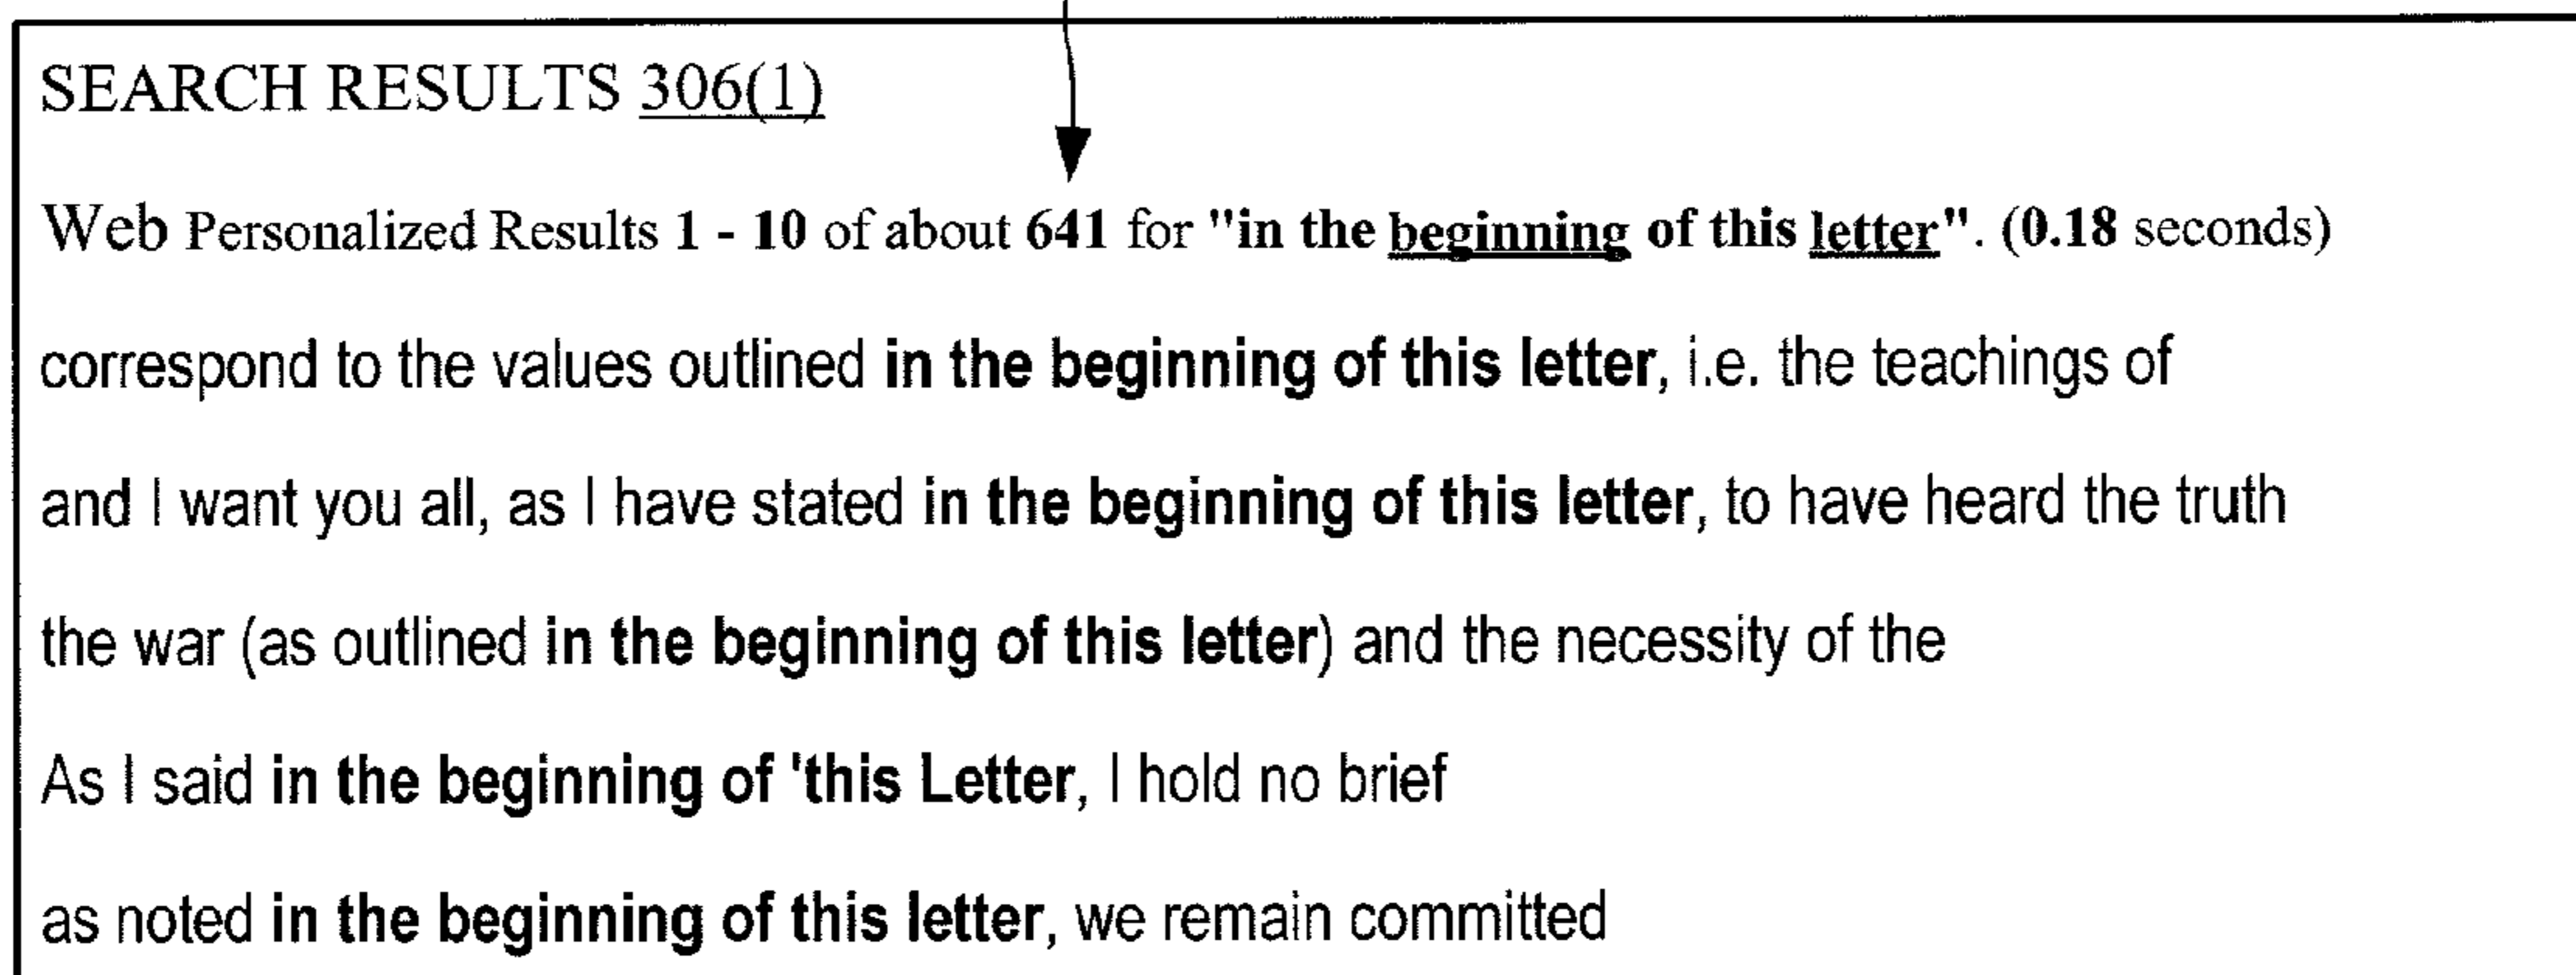 SEARCH RESULTS 306(1)
Web Personalized Results 1 - 10 of about 641 for "in the beginning of this letter". (0.18 seconds)
correspond to the values outlined in the beginning of this letter, i.e. the teachings of
and I want you all, as I have stated in the beginning of this letter, to have heard the truth
the war (as outlined in the beginning of this letter) and the necessity of the
As I said in the beginning of 'this Letter, I hold no brief
as noted in the beginning of this letter, we remain committed